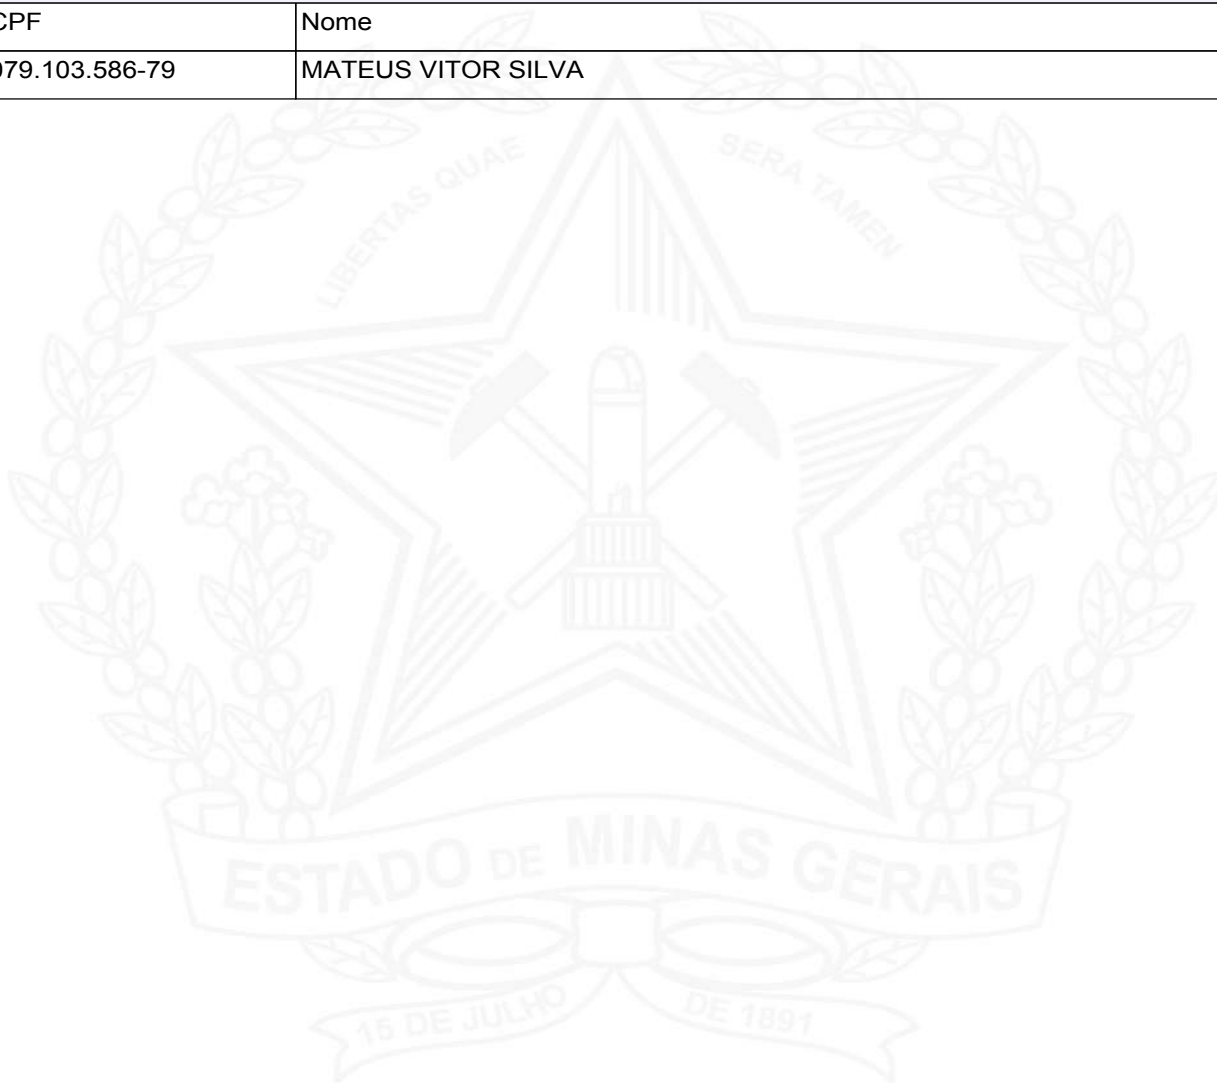 CPF Nome
079.103.586-79 MATEUS VITOR SILVA
LIBERTAS QUAE SERA TAMEN
ESTADO DE MINAS GERAIS
15 DE JULHO DE 1891